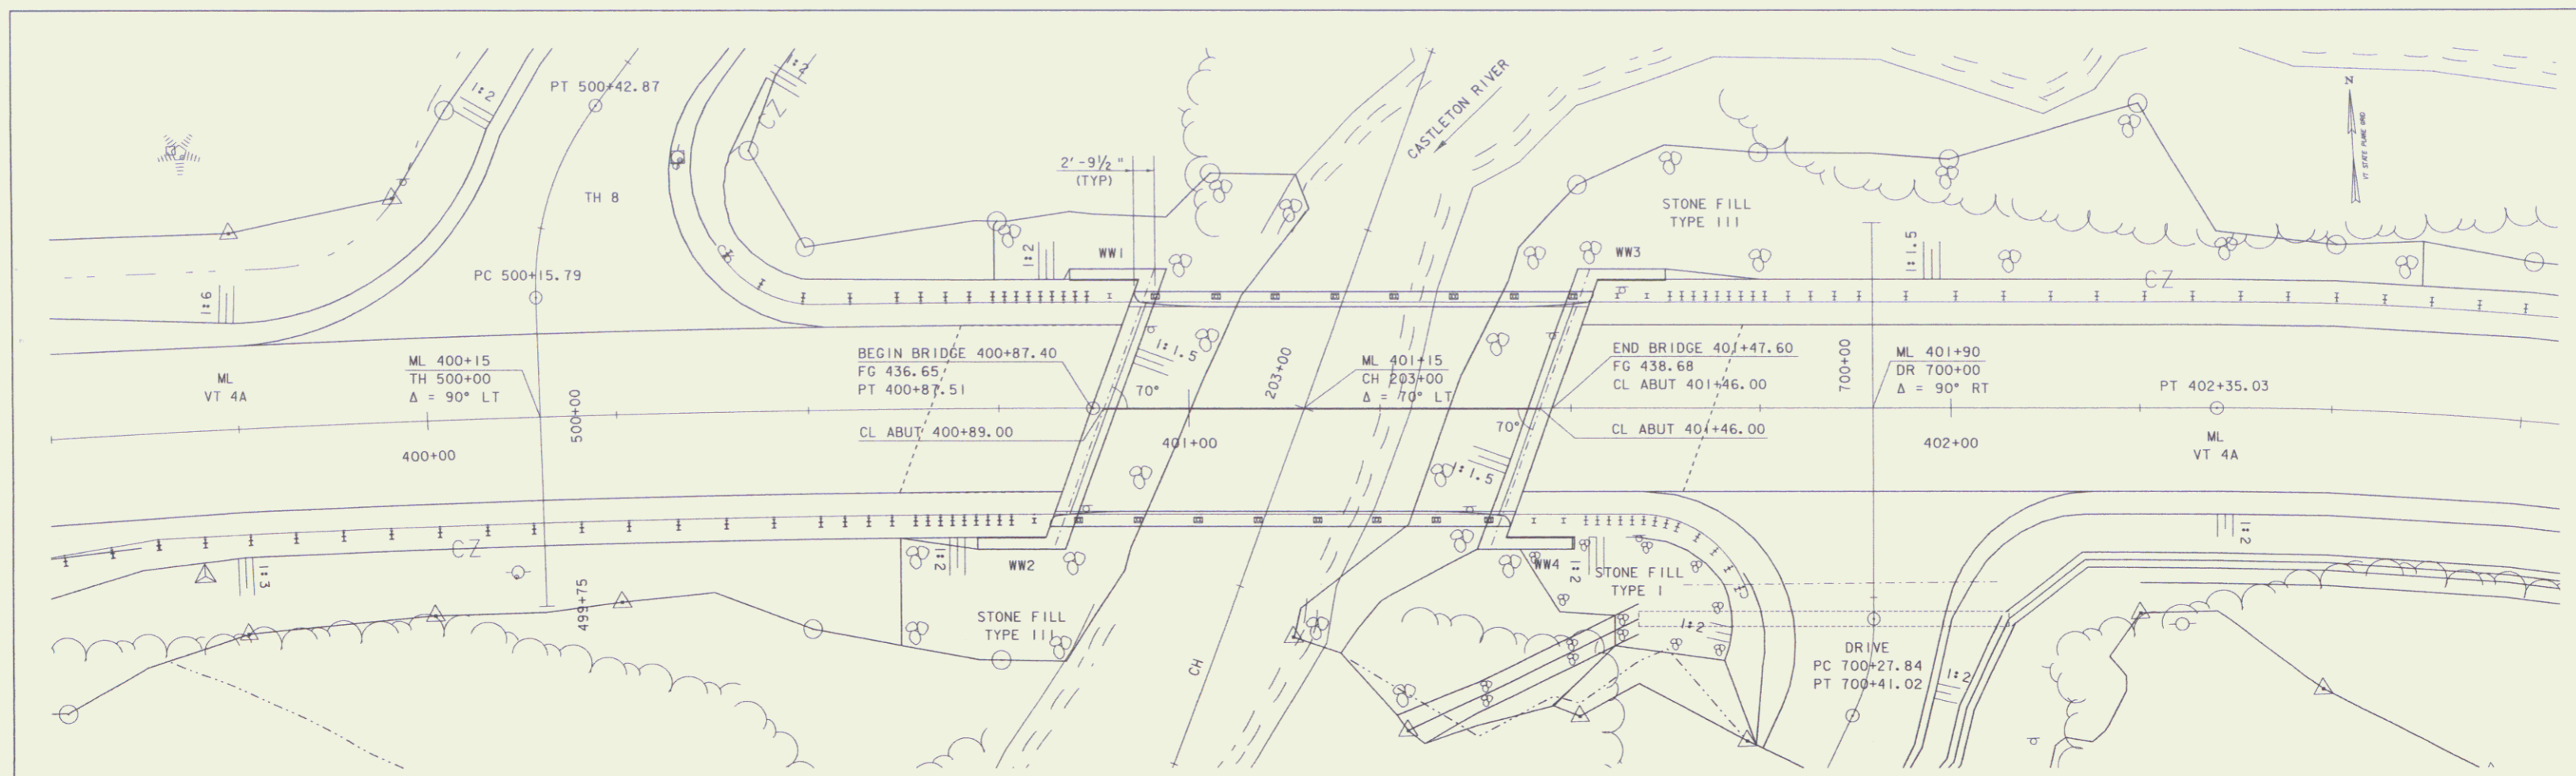 1:2
PT 500+42.87
1:2
CZ
TH 8
2'-9½"
(TYP)
CASTLETON RIVER
N
VT STATE PLANE GRID
STONE FILL
TYPE III
PC 500+15.79
1:6
1:2
WW1
WW3
1:1.5
CZ
ML
VT 4A
ML 400+15
TH 500+00
Δ = 90° LT
500+00
400+00
BEGIN BRIDGE 400+87.40
FG 436.65
PT 400+87.51
CL ABUT 400+89.00
1:1.5
70°
401+00
203+00
ML 401+15
CH 203+00
Δ = 70° LT
70°
1:1.5
END BRIDGE 401+47.60
FG 438.68
CL ABUT 401+46.00
CL ABUT 401+46.00
700+00
ML 401+90
DR 700+00
Δ = 90° RT
402+00
PT 402+35.03
ML
VT 4A
CZ
1:3
499+75
1:2
WW2
STONE FILL
TYPE III
CH
WW4
1:2
STONE FILL
TYPE I
1:2
DRIVE
PC 700+27.84
PT 700+41.02
1:2
1:2